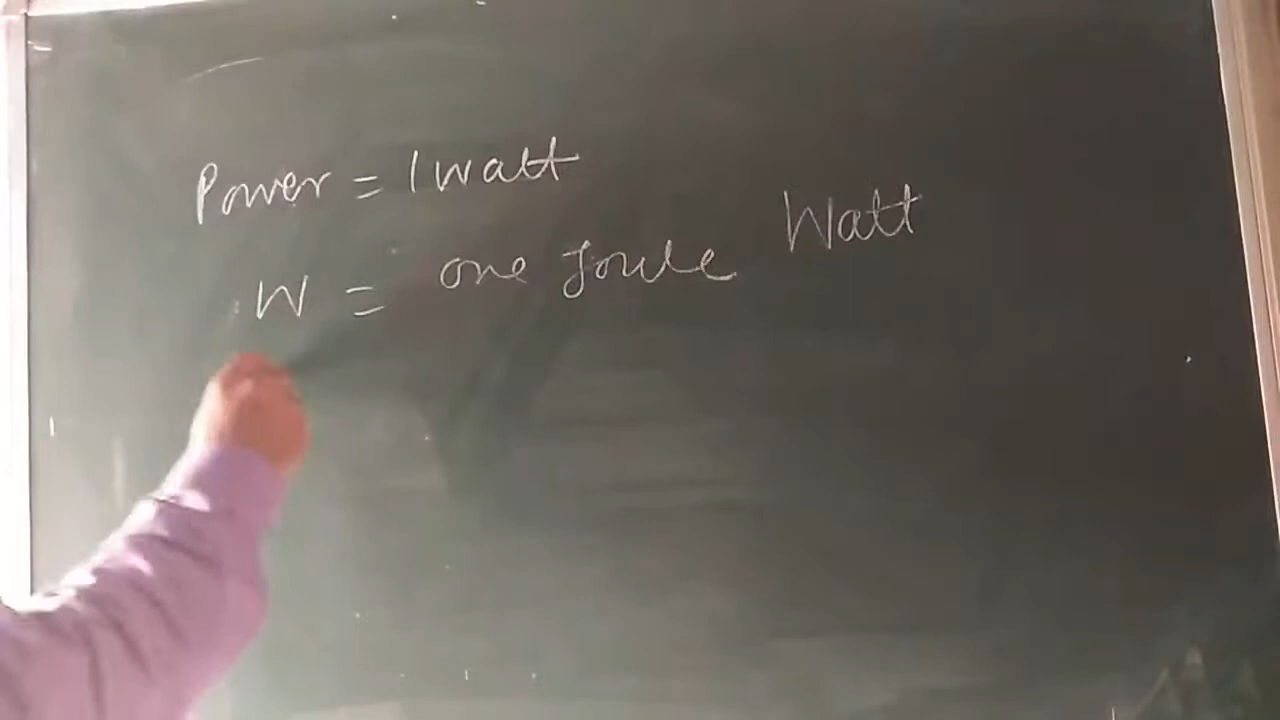 Power = 1 watt
Watt
W = one Joule